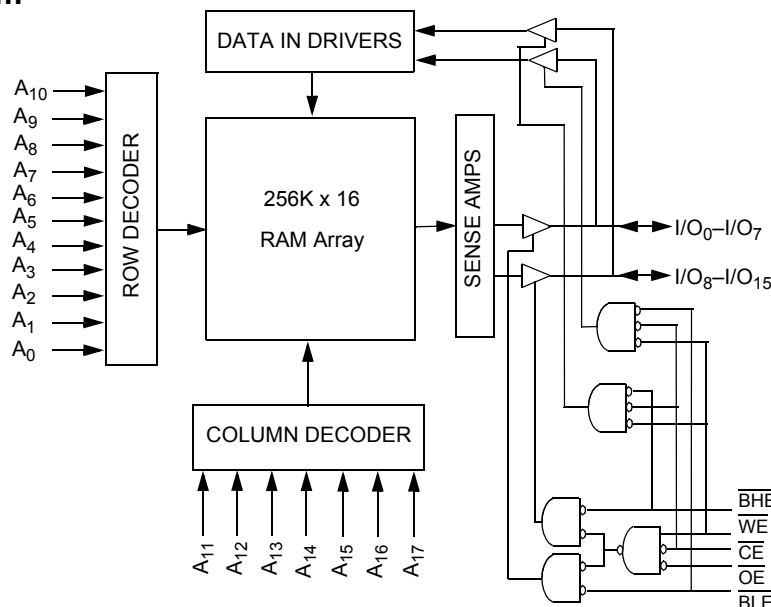 DATA IN DRIVERS
A10
A9
A8
A7
A6
A5
A4
A3
A2
A1
A0
ROW DECODER
256K x 16
RAM Array
SENSE AMPS
I/O0–I/O7
I/O8–I/O15
COLUMN DECODER
A11
A12
A13
A14
A15
A16
A17
BHE
WE
CE
OE
BLE